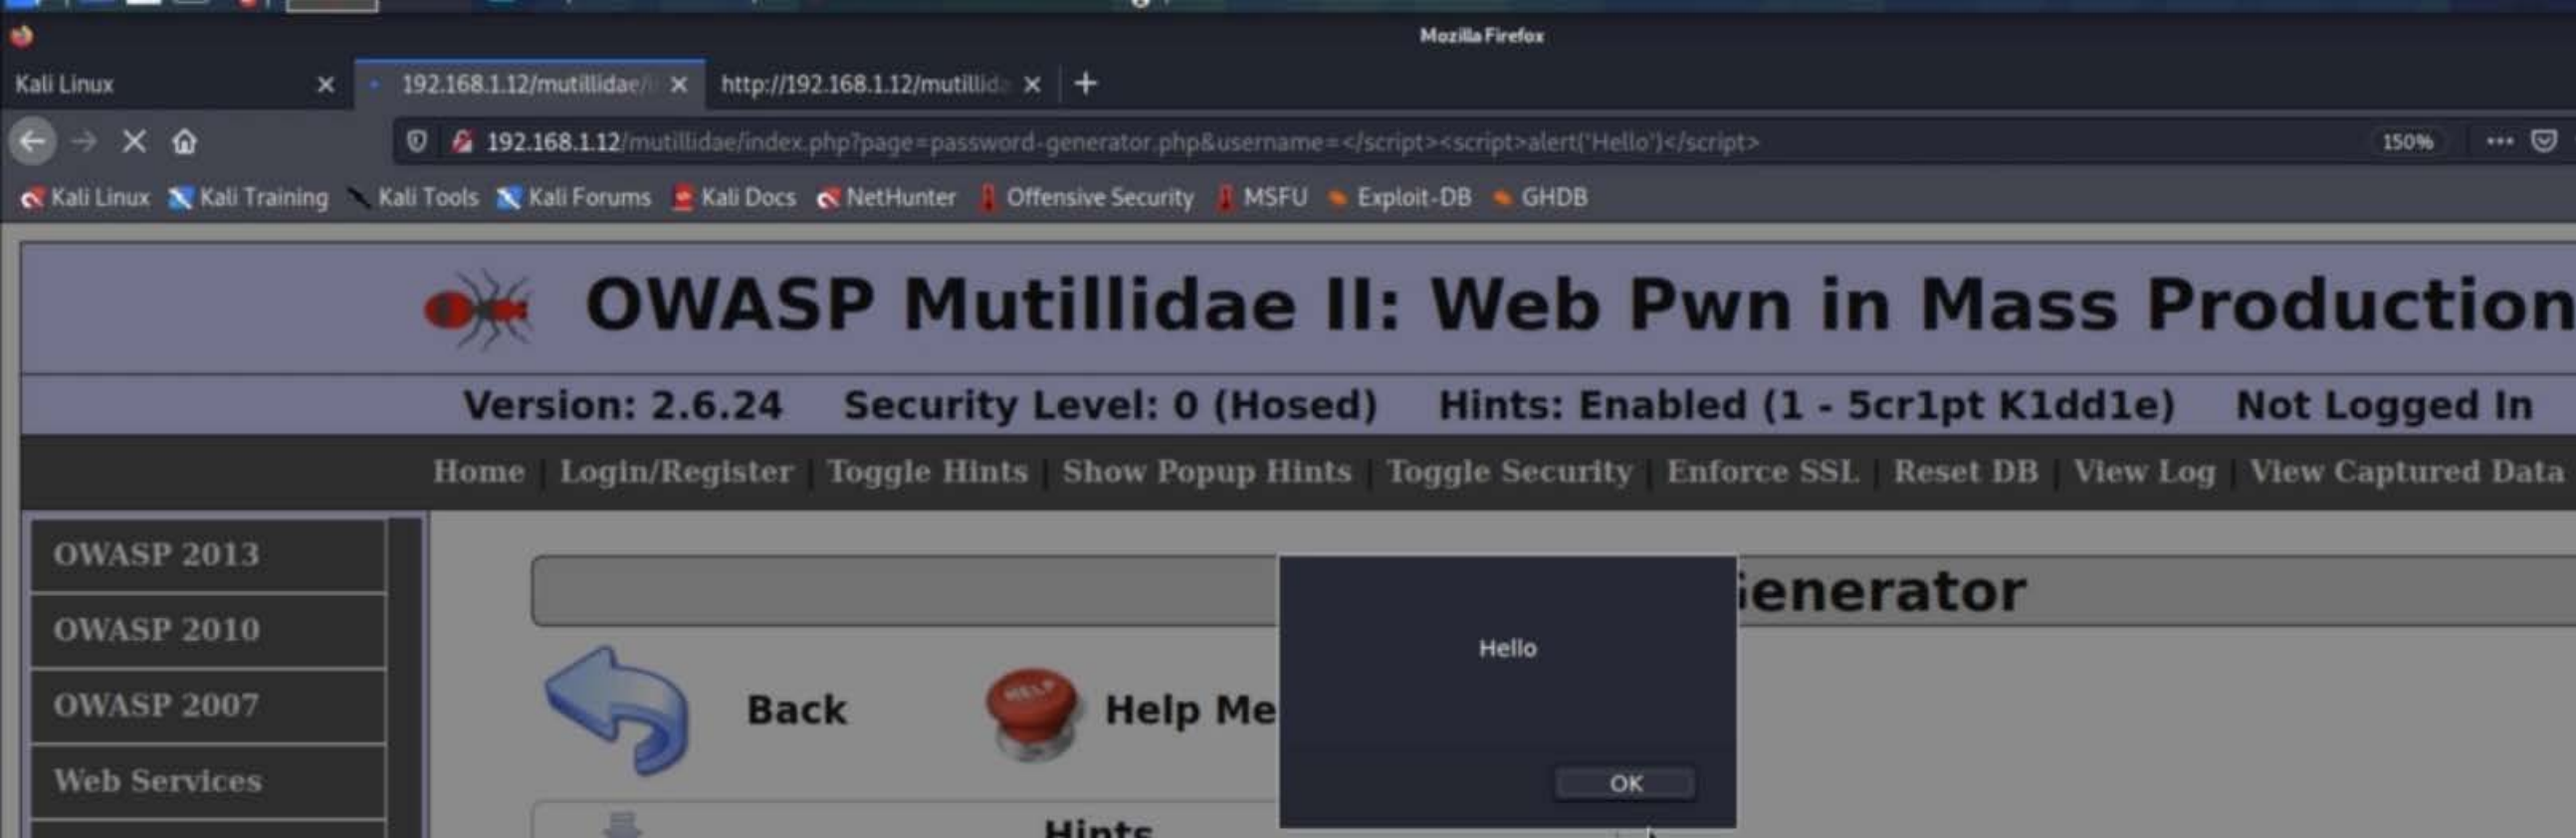 Mozilla Firefox
Kali Linux 192.168.1.12/mutillidae/ http://192.168.1.12/mutillida
192.168.1.12/mutillidae/index.php?page=password-generator.php&username=</script><script>alert('Hello')</script> 150%
Kali Linux Kali Training Kali Tools Kali Forums Kali Docs NetHunter Offensive Security MSFU Exploit-DB GHDB
OWASP Mutillidae II: Web Pwn in Mass Production
Version: 2.6.24 Security Level: 0 (Hosed) Hints: Enabled (1 - 5cr1pt K1dd1e) Not Logged In
Home | Login/Register | Toggle Hints | Show Popup Hints | Toggle Security | Enforce SSL | Reset DB | View Log | View Captured Data
OWASP 2013
OWASP 2010
OWASP 2007
Web Services
enerator
Hello
OK
Back
HELP
Help Me
Hints